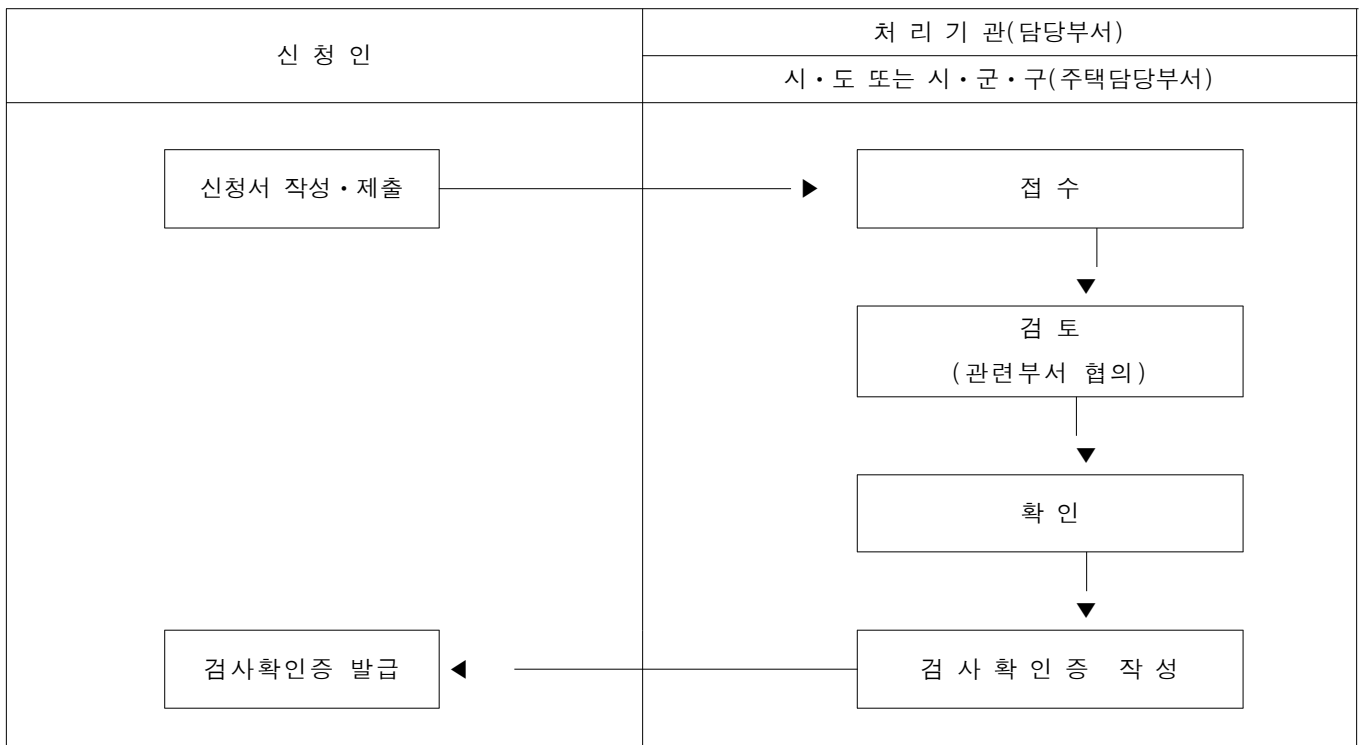 신 청 인
처 리 기 관(담당부서)
시・도 또는 시・군・구(주택담당부서)
신청서 작성・제출
접 수
검 토
(관련부서 협의)
확 인
검사확인증 발급
검 사 확 인 증 작 성